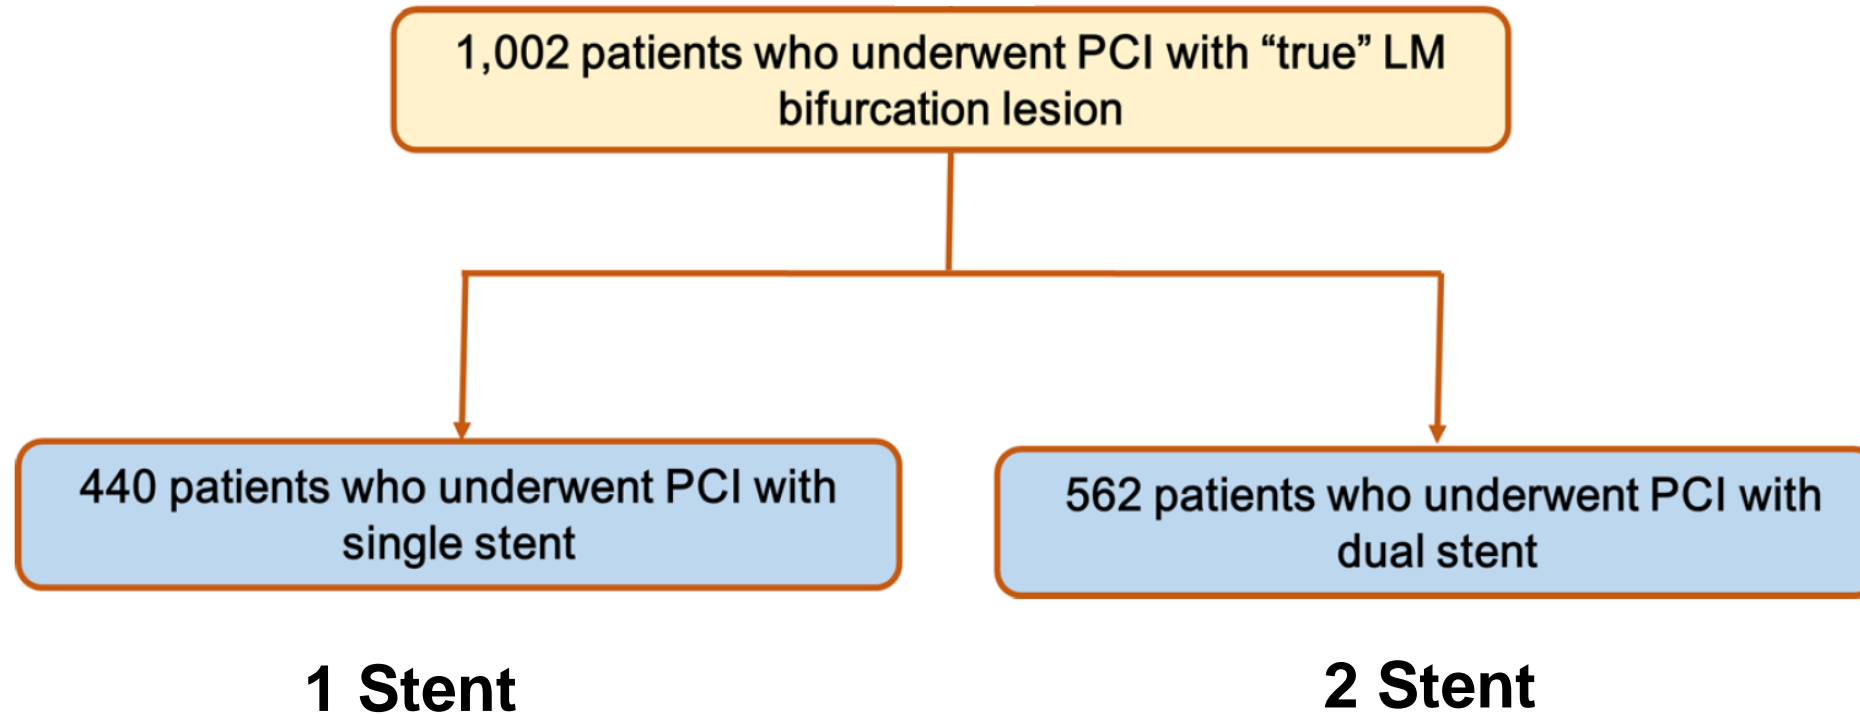 1,002 patients who underwent PCI with “true” LM
bifurcation lesion
440 patients who underwent PCI with
single stent
562 patients who underwent PCI with
dual stent
1 Stent
2 Stent